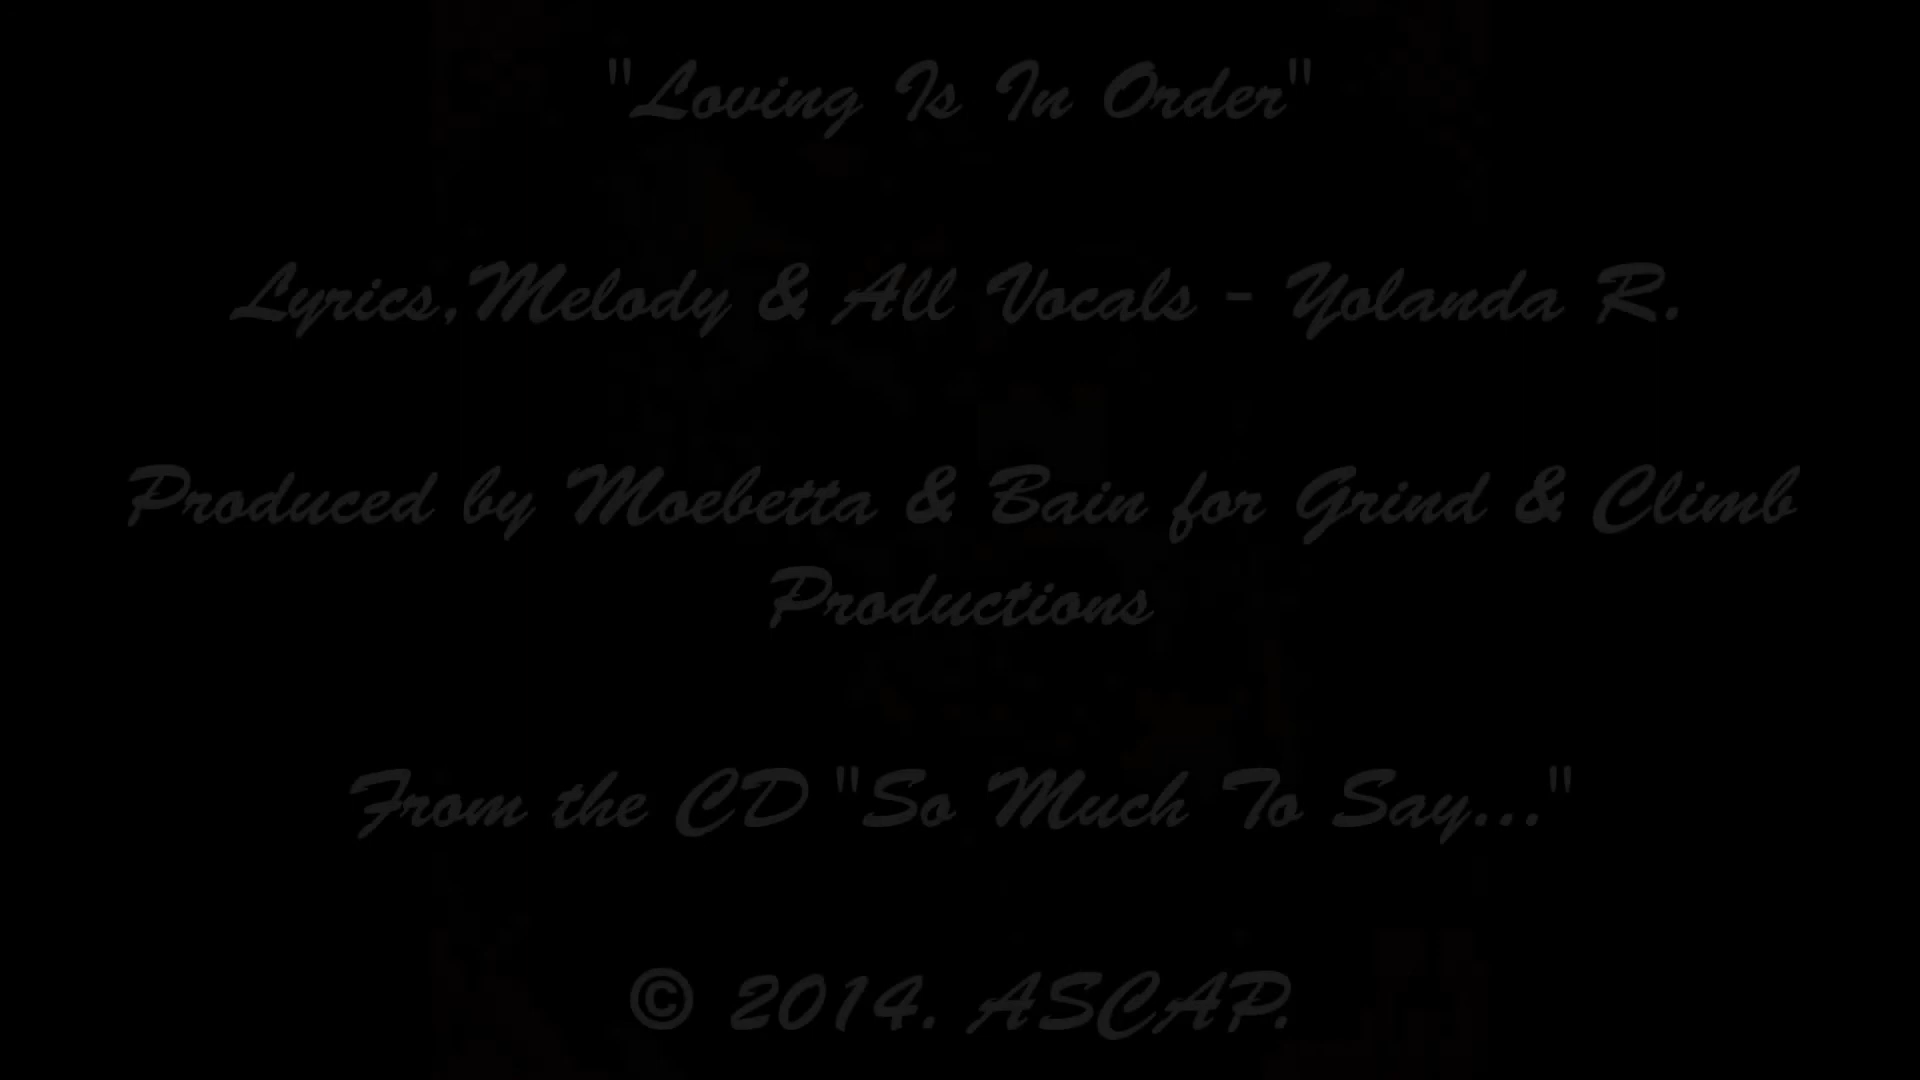 "Loving Is In Order"
Lyrics,Melody & All Vocals - Yolanda R.
Produced by Moebetta & Bain for Grind & Climb
Productions
From the CD "So Much To Say..."
© 2014. ASCAP.